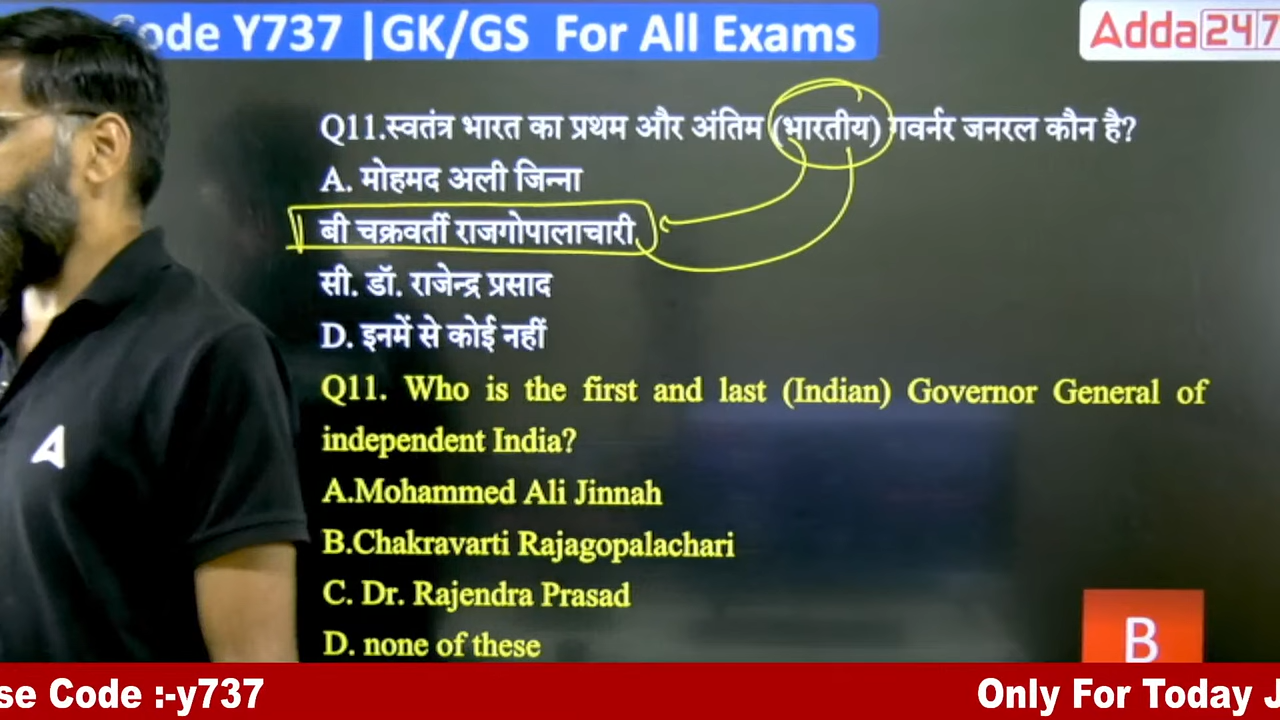 ode Y737 |GK/GS For All Exams
Adda247
Q11.स्वतंत्र भारत का प्रथम और अंतिम (भारतीय) गवर्नर जनरल कौन है?
A. मोहमद अली जिन्ना
बी चक्रवर्ती राजगोपालाचारी
सी. डॉ. राजेन्द्र प्रसाद
D. इनमें से कोई नहीं
Q11. Who is the first and last (Indian) Governor General of
independent India?
A.Mohammed Ali Jinnah
B.Chakravarti Rajagopalachari
C. Dr. Rajendra Prasad
D. none of these
B
se Code :-y737
Only For Today J